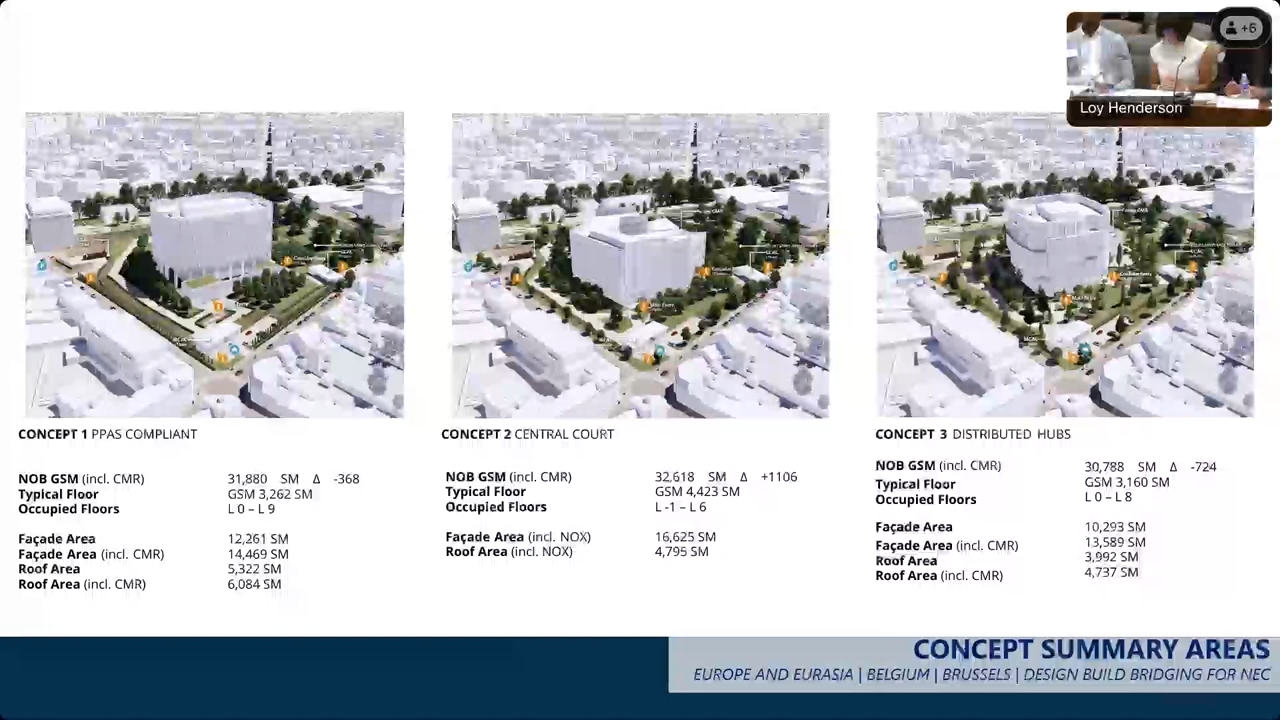 +6
Loy Henderson
CONCEPT 1 PPAS COMPLIANT
NOB GSM (incl. CMR) 31,880 SM Δ -368
Typical Floor GSM 3,262 SM
Occupied Floors L 0 – L 9
Façade Area 12,261 SM
Façade Area (incl. CMR) 14,469 SM
Roof Area 5,322 SM
Roof Area (incl. CMR) 6,084 SM
CONCEPT 2 CENTRAL COURT
NOB GSM (incl. CMR) 32,618 SM Δ +1106
Typical Floor GSM 4,423 SM
Occupied Floors L -1 – L 6
Façade Area (incl. NOX) 16,625 SM
Roof Area (incl. NOX) 4,795 SM
CONCEPT 3 DISTRIBUTED HUBS
NOB GSM (incl. CMR) 30,788 SM Δ -724
Typical Floor GSM 3,160 SM
Occupied Floors L 0 – L 8
Façade Area 10,293 SM
Façade Area (incl. CMR) 13,589 SM
Roof Area 3,992 SM
Roof Area (incl. CMR) 4,737 SM
CONCEPT SUMMARY AREAS
EUROPE AND EURASIA | BELGIUM | BRUSSELS | DESIGN BUILD BRIDGING FOR NEC